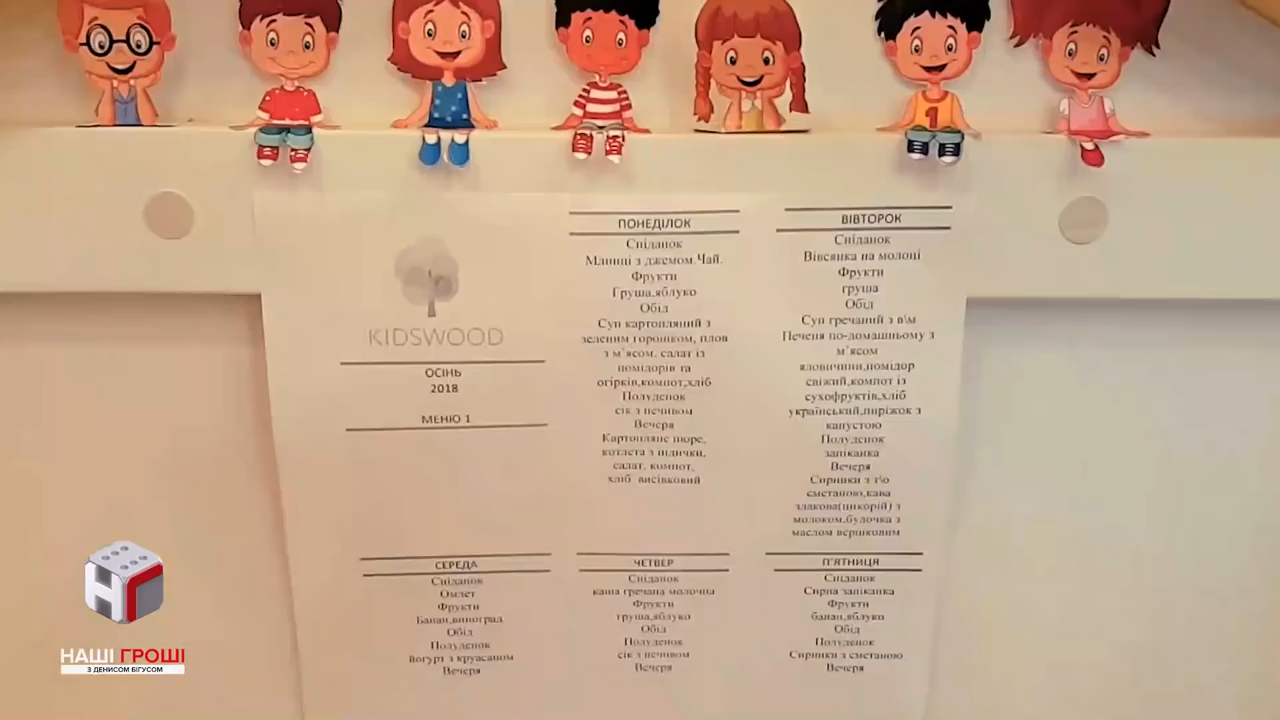 KIDSWOOD
ОСІНЬ
2018
МЕНЮ 1
ПОНЕДІЛОК
Сніданок
Млинці з джемом.Чай.
Фрукти
Груша,яблуко
Обід
Суп картопляний з
зеленим горошком, плов
з м'ясом, салат із
помідорів та
огірків,компот,хліб
Полуденок
сік з печивом
Вечеря
Картопляне пюре,
котлета з індички,
салат, компот,
хліб висівковий
ВІВТОРОК
Сніданок
Вівсянка на молоці
Фрукти
груша
Обід
Суп гречаний з в\м
Печеня по-домашньому з
м'ясом
яловичини,помідор
свіжий,компот із
сухофруктів,хліб
український,пиріжок з
капустою
Полуденок
запіканка
Вечеря
Сирники з г\о
сметаною,кава
злакова(цикорій) з
молоком,булочка з
маслом вершковим
СЕРЕДА
Сніданок
Омлет
Фрукти
Банан,виноград
Обід
Полуденок
йогурт з круасаном
Вечеря
ЧЕТВЕР
Сніданок
каша гречана молочна
Фрукти
груша,яблуко
Обід
Полуденок
сік з печивом
Вечеря
П'ЯТНИЦЯ
Сніданок
Сирна запіканка
Фрукти
банан,яблуко
Обід
Полуденок
Сирники з сметаною
Вечеря
1
НАШІ ГРОШІ
З ДЕНИСОМ БІГУСОМ